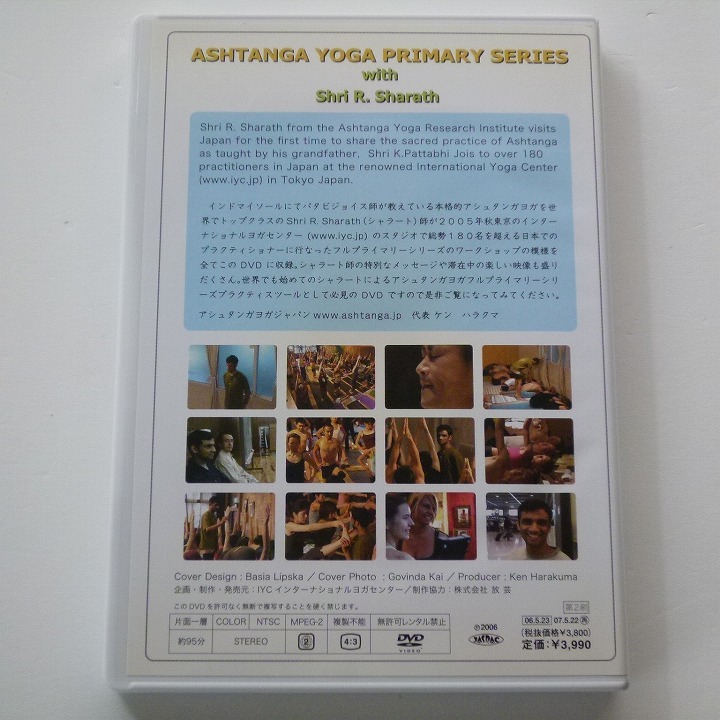 ASHTANGA YOGA PRIMARY SERIES
with
Shri R. Sharath
Shri R. Sharath from the Ashtanga Yoga Research Institute visits
Japan for the first time to share the sacred practice of Ashtanga
as taught by his grandfather, Shri K.Pattabhi Jois to over 180
practitioners in Japan at the renowned International Yoga Center
(www.iyc.jp) in Tokyo Japan.
インドマイソールにてパタビジョイス師が教えている本格的アシュタンガヨガを世
界でトップクラスのShri R. Sharath（シャラート）師が２００５年秋東京のインター
ナショナルヨガセンター (www.iyc.jp) のスタジオで総勢１８０名を超える日本での
プラクティショナーに行なったフルプライマリーシリーズのワークショップの模様を
全てこの DVD に収録。シャラート師の特別なメッセージや滞在中の楽しい映像も盛り
だくさん。世界でも始めてのシャラートによるアシュタンガヨガフルプライマリーシリ
ーズプラクティスツールとして必見の DVD ですので是非ご覧になってみてください。
アシュタンガヨガジャパン www.ashtanga.jp 代表 ケン ハラクマ
Cover Design : Basia Lipska ／ Cover Photo : Govinda Kai ／ Producer : Ken Harakuma
企画・制作・発売元：IYC インターナショナルヨガセンター／制作協力：株式会社 放 芸
このDVDを許可なく無断で複写することを硬く禁じます。
第2刷
片面一層 COLOR NTSC MPEG-2 複製不能 無許可レンタル禁止
約95分 STEREO 2 4:3 DVD VIDEO
℗2006
06.5.23 07.5.22 再
(税抜価格¥3,800)
定価：¥3,990